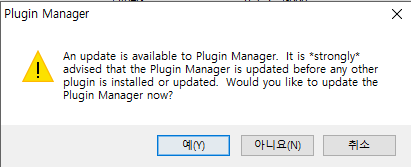 Plugin Manager
An update is available to Plugin Manager.  It is *strongly*
advised that the Plugin Manager is updated before any other
plugin is installed or updated.  Would you like to update the
Plugin Manager now?
예(Y) 아니요(N) 취소